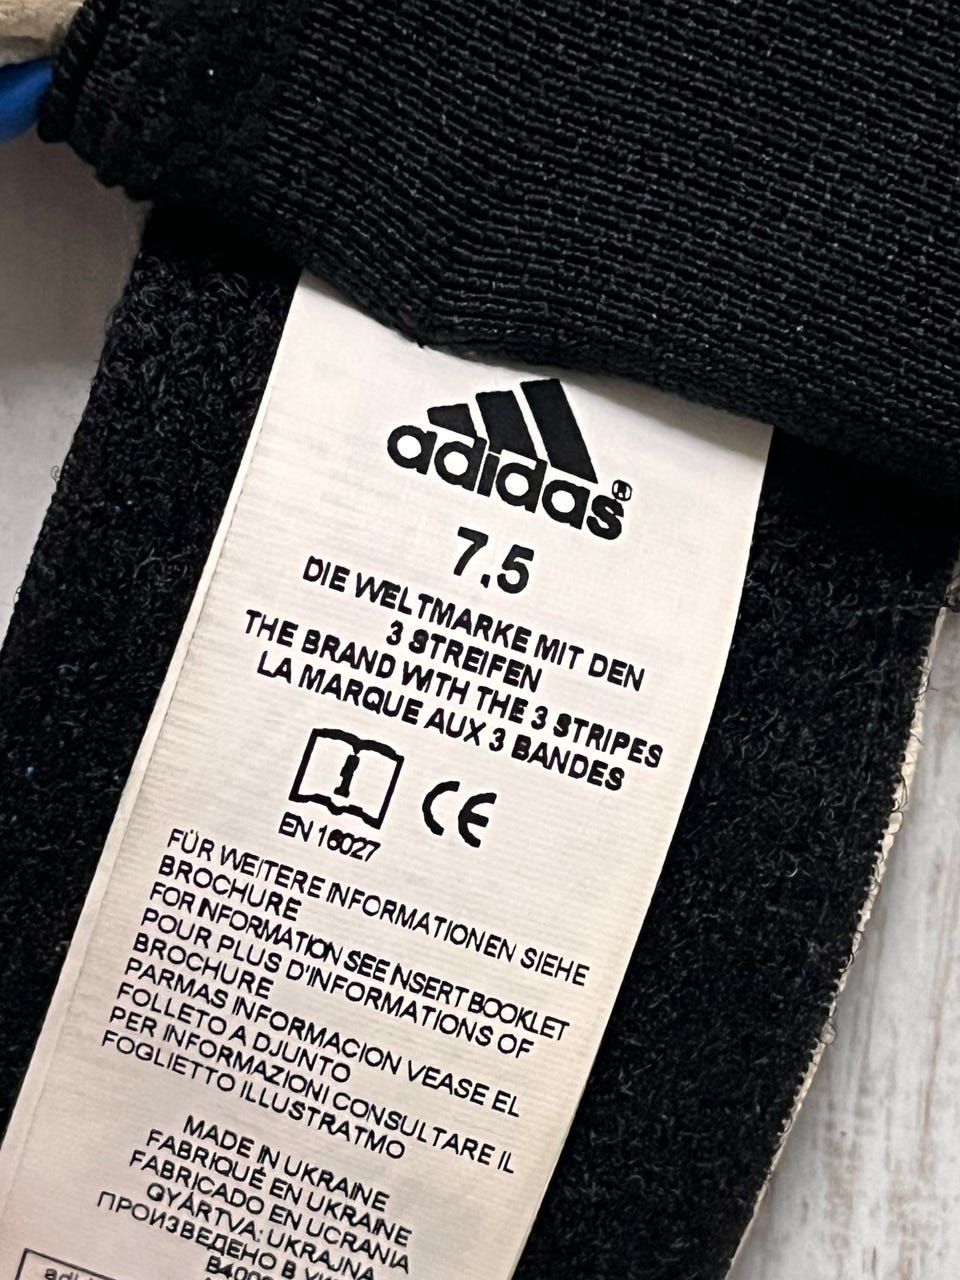 adidas®
7.5
DIE WELTMARKE MIT DEN
3 STREIFEN
THE BRAND WITH THE 3 STRIPES
LA MARQUE AUX 3 BANDES
i
CE
EN 16027
FÜR WEITERE INFORMATIONEN SIEHE
BROCHURE
FOR INFORMATION SEE INSERT BOOKLET
POUR PLUS D'INFORMATIONS OF
BROCHURE
PARMAS INFORMACION VEASE EL
FOLLETO A DJUNTO
PER INFORMAZIONI CONSULTARE IL
FOGLIETTO ILLUSTRATMO
MADE IN UKRAINE
FABRIQUÉ EN UKRAINE
FABRICADO EN UCRANIA
GYÁRTVA: UKRAJNA
ПРОИЗВЕДЕНО В